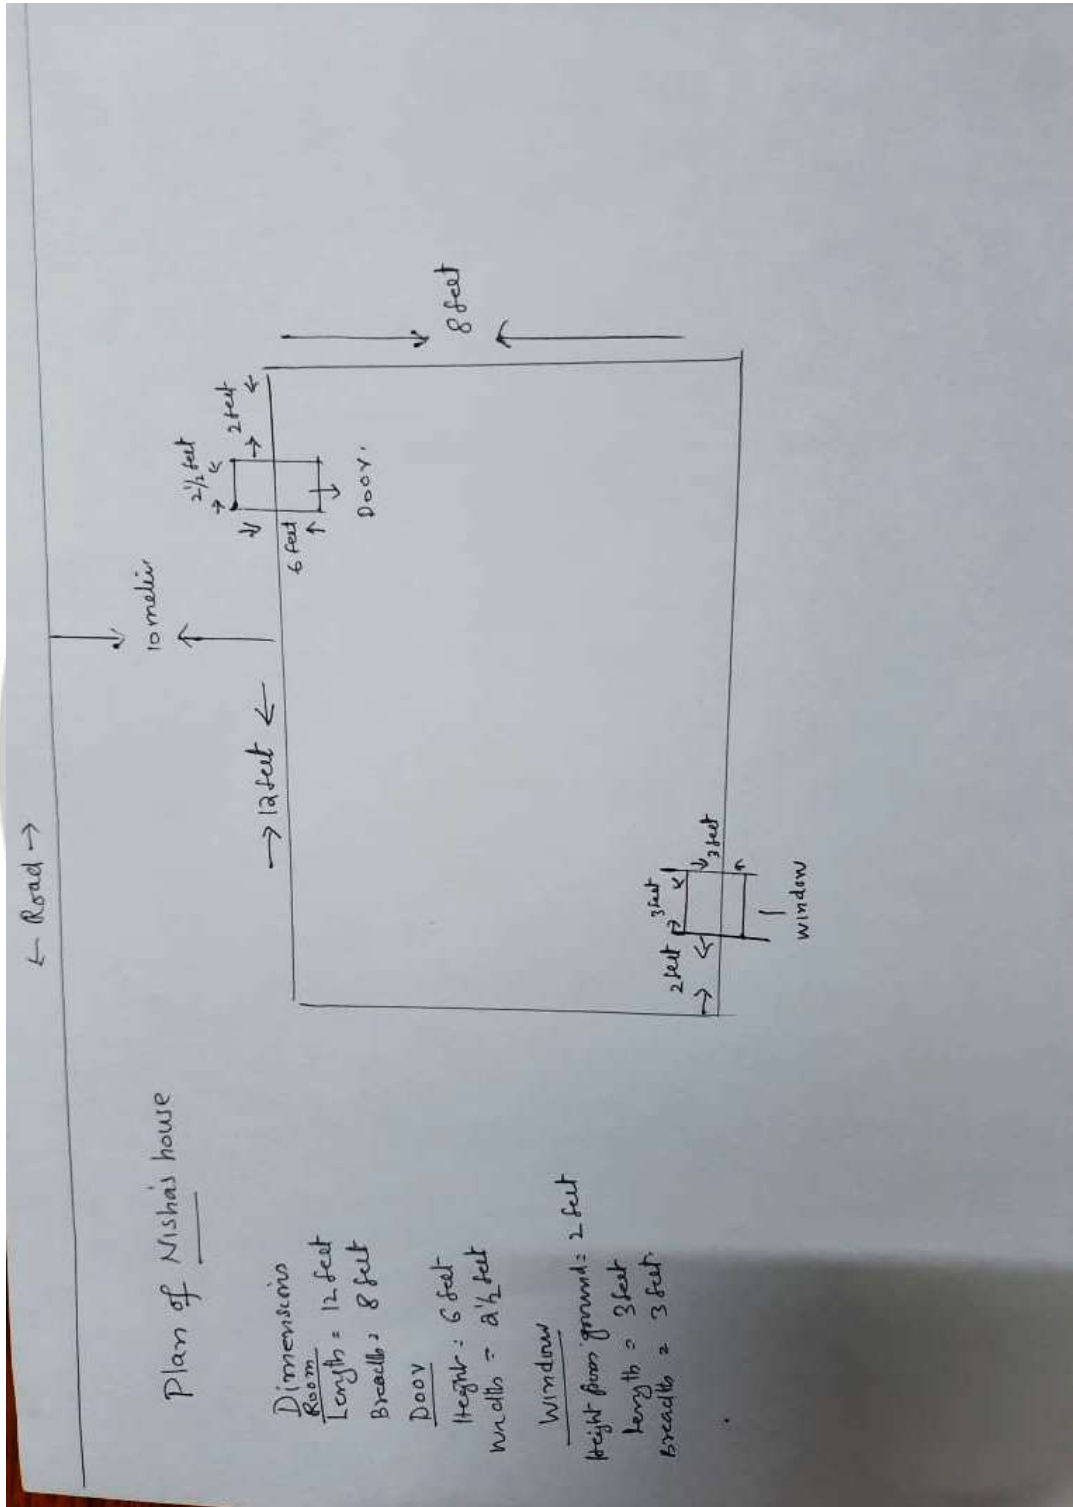 ← Road →
Plan of Nisha's house
10 meter
→ 12 feet ←
2½ feet
2 feet
6 feet
Door.
8 feet
Dimensions
Room
Length = 12 feet
Breadth = 8 feet
Door
Height = 6 feet
Width = 2½ feet
Window
Height from ground = 2 feet
Length = 3 feet
Breadth = 3 feet.
2 feet
3 feet
3 feet
window